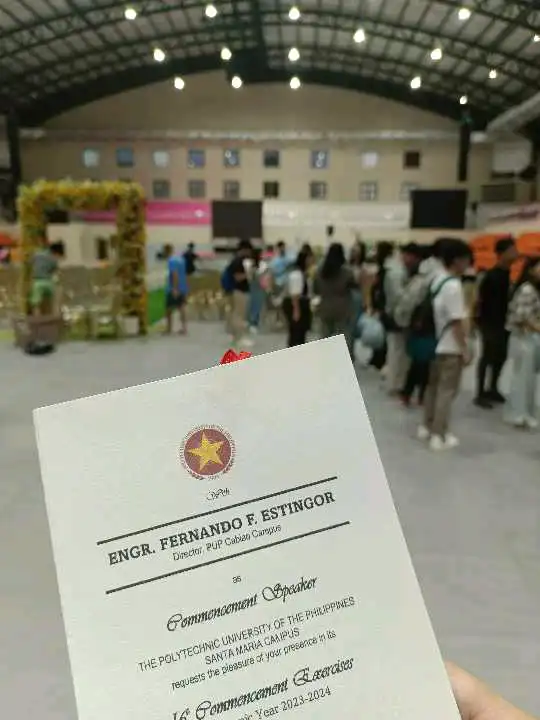 With
ENGR. FERNANDO F. ESTINGOR
Director, PUP Cabiao Campus
as
Commencement Speaker
THE POLYTECHNIC UNIVERSITY OF THE PHILIPPINES
SANTA MARIA CAMPUS
requests the pleasure of your presence in its
Commencement Exercises
Year 2023-2024